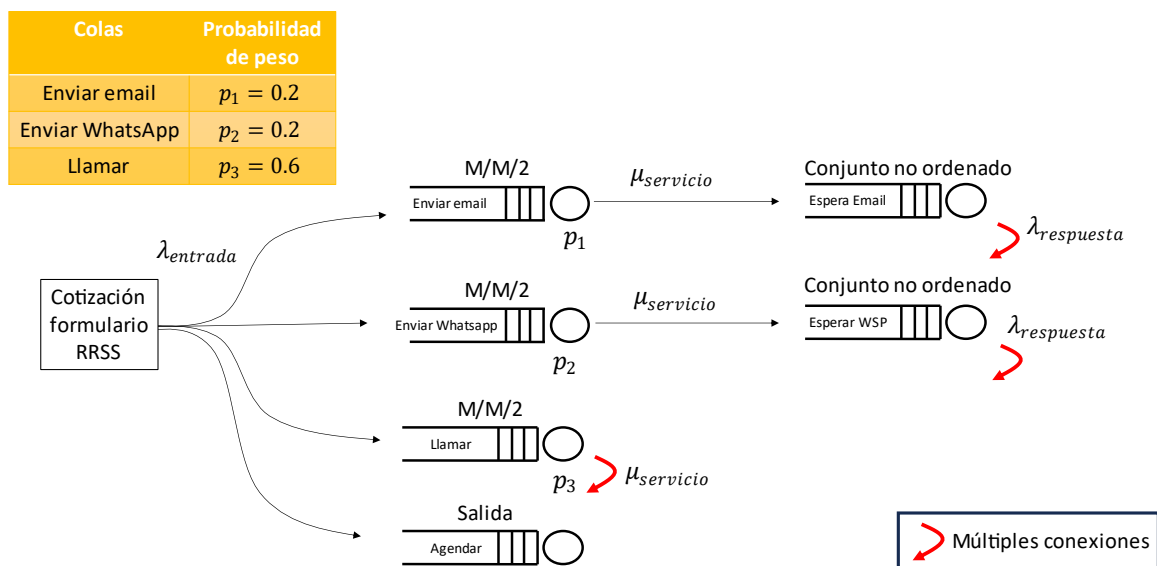 Colas Probabilidad
de peso
Enviar email p₁ = 0.2
Enviar WhatsApp p₂ = 0.2
Llamar p₃ = 0.6
M/M/2
Enviar email
p₁
μ_servicio
Conjunto no ordenado
Espera Email
λ_respuesta
λ_entrada
Cotización
formulario
RRSS
M/M/2
Enviar Whatsapp
p₂
μ_servicio
Conjunto no ordenado
Esperar WSP
λ_respuesta
M/M/2
Llamar
p₃
μ_servicio
Salida
Agendar
Múltiples conexiones